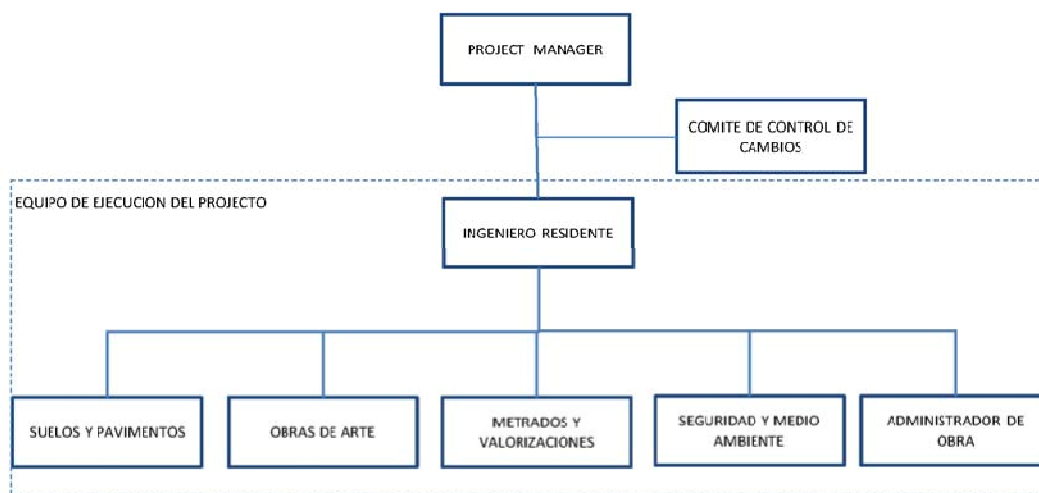 PROJECT MANAGER
COMITE DE CONTROL DE
CAMBIOS
EQUIPO DE EJECUCION DEL PROJECTO
INGENIERO RESIDENTE
SUELOS Y PAVIMENTOS
OBRAS DE ARTE
METRADOS Y
VALORIZACIONES
SEGURIDAD Y MEDIO
AMBIENTE
ADMINISTRADOR DE
OBRA